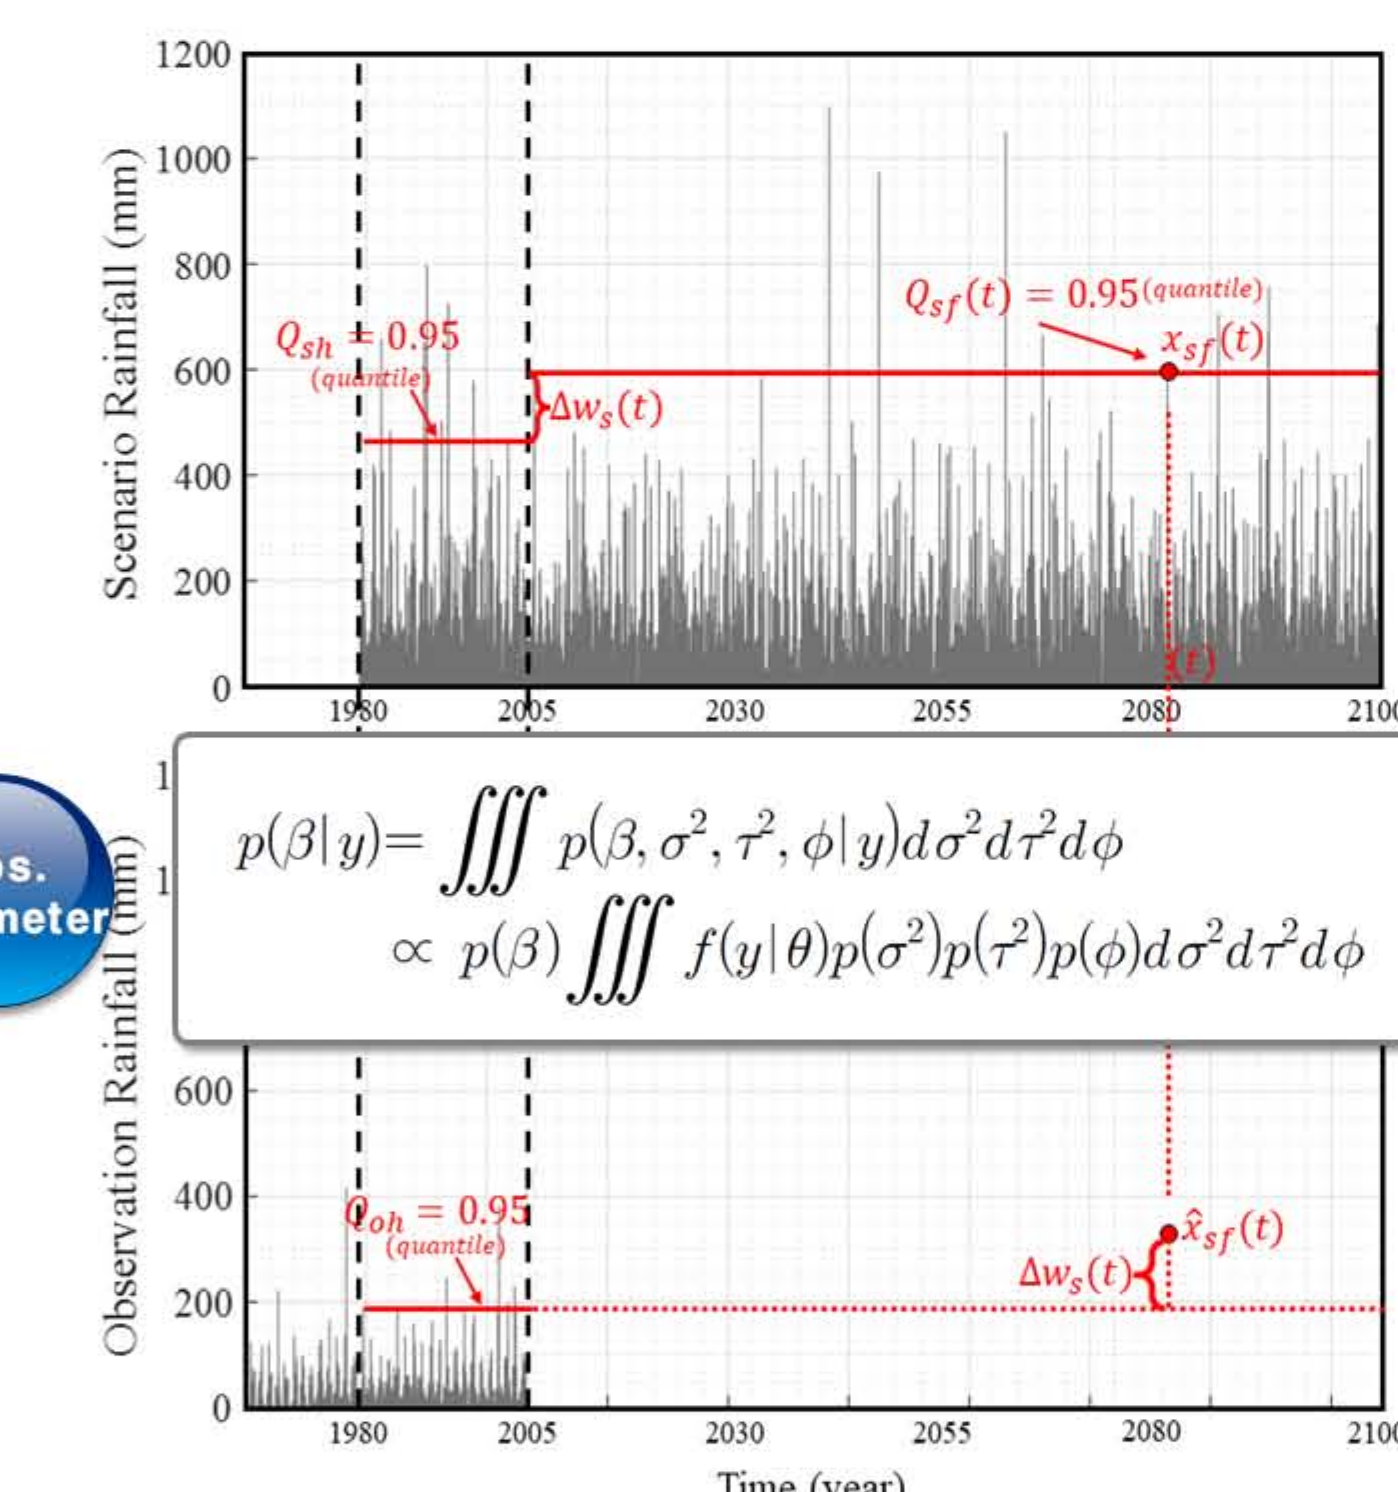 Scenario Rainfall (mm)
1200
1000
800
600
400
200
0
Q_sh = 0.95
(quantile)
Δw_s(t)
Q_sf(t) = 0.95 (quantile)
x_sf(t)
(t)
1980 2005 2030 2055 2080 2100
p(β|y)= ∭ p(β, σ², τ², ϕ|y)dσ²dτ²dϕ
∝ p(β) ∭ f(y|θ)p(σ²)p(τ²)p(ϕ)dσ²dτ²dϕ
Observation Rainfall (mm)
600
400
200
0
Q_oh = 0.95
(quantile)
x̂_sf(t)
Δw_s(t)
1980 2005 2030 2055 2080 2100
Time (year)